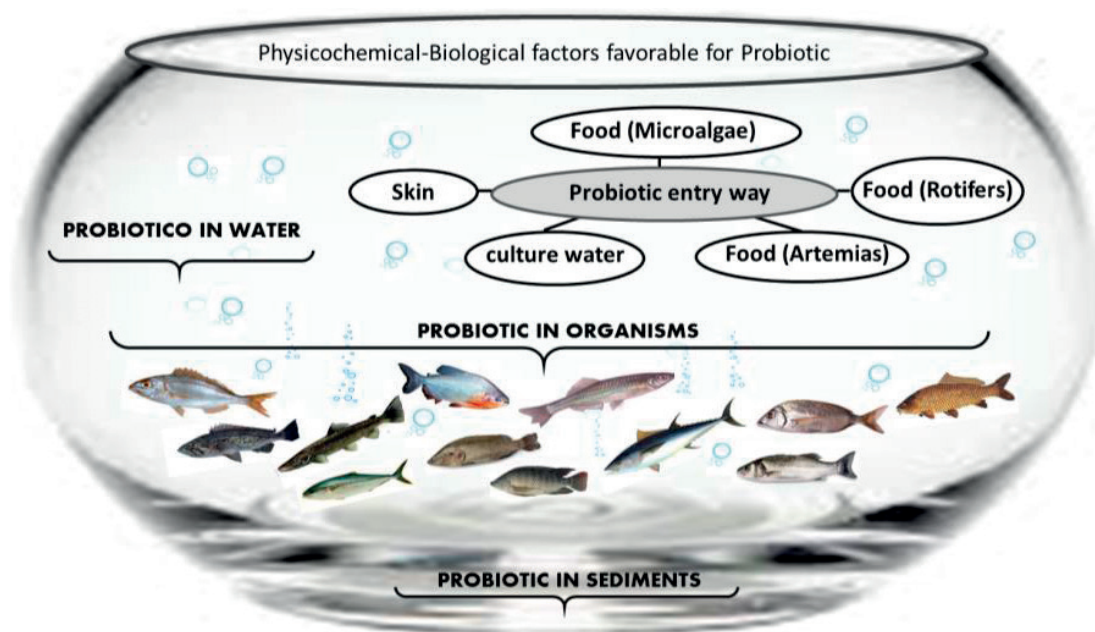 Physicochemical-Biological factors favorable for Probiotic
Food (Microalgae)
Skin
Probiotic entry way
Food (Rotifers)
culture water
Food (Artemias)
PROBIOTICO IN WATER
PROBIOTIC IN ORGANISMS
PROBIOTIC IN SEDIMENTS